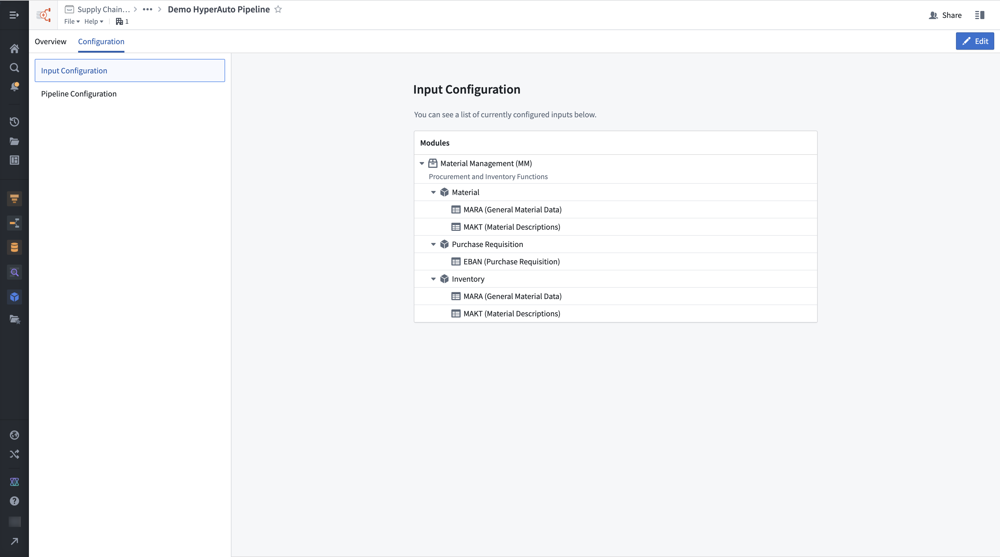 Supply Chain...
Demo HyperAuto Pipeline
File
Help
1
Share
Overview
Configuration
Edit
Input Configuration
Pipeline Configuration
Input Configuration
You can see a list of currently configured inputs below.
Modules
Material Management (MM)
Procurement and Inventory Functions
Material
MARA (General Material Data)
MAKT (Material Descriptions)
Purchase Requisition
EBAN (Purchase Requisition)
Inventory
MARA (General Material Data)
MAKT (Material Descriptions)